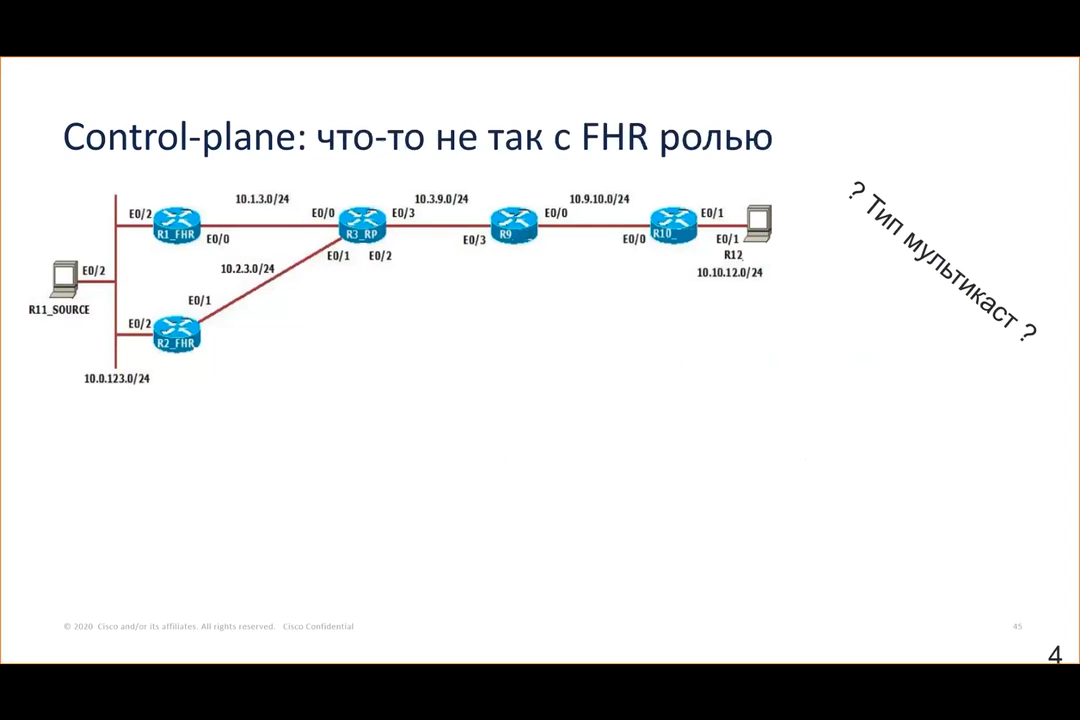 Control-plane: что-то не так с FHR ролью
? Тип мультикаст ?
10.1.3.0/24
10.3.9.0/24
10.9.10.0/24
E0/2
R1_FHR
E0/0
E0/0
R3_RP
E0/3
E0/3
R9
E0/0
E0/0
R10
E0/1
E0/1
R12
10.10.12.0/24
E0/1
E0/2
10.2.3.0/24
E0/2
R11_SOURCE
E0/1
E0/2
R2_FHR
10.0.123.0/24
© 2020 Cisco and/or its affiliates. All rights reserved. Cisco Confidential
45
4